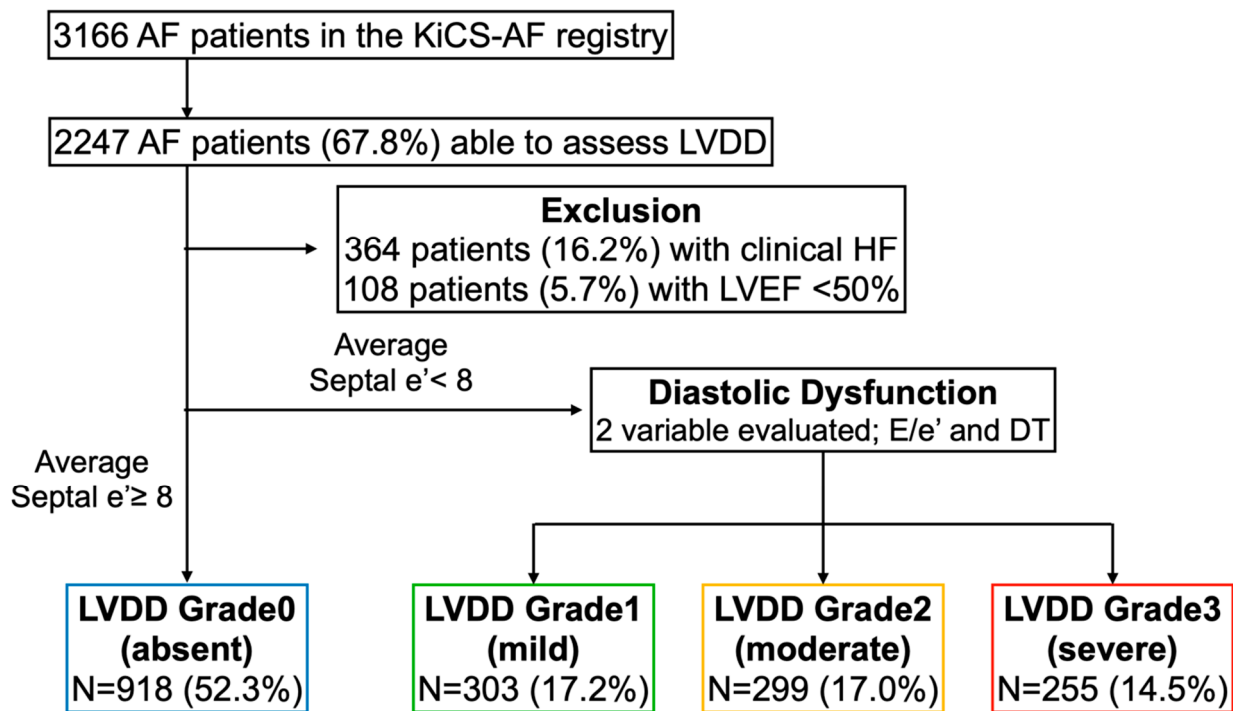 3166 AF patients in the KiCS-AF registry
2247 AF patients (67.8%) able to assess LVDD
Exclusion
364 patients (16.2%) with clinical HF
108 patients (5.7%) with LVEF <50%
Average
Septal e’< 8
Diastolic Dysfunction
2 variable evaluated; E/e’ and DT
Average
Septal e’≥ 8
LVDD Grade0
(absent)
N=918 (52.3%)
LVDD Grade1
(mild)
N=303 (17.2%)
LVDD Grade2
(moderate)
N=299 (17.0%)
LVDD Grade3
(severe)
N=255 (14.5%)